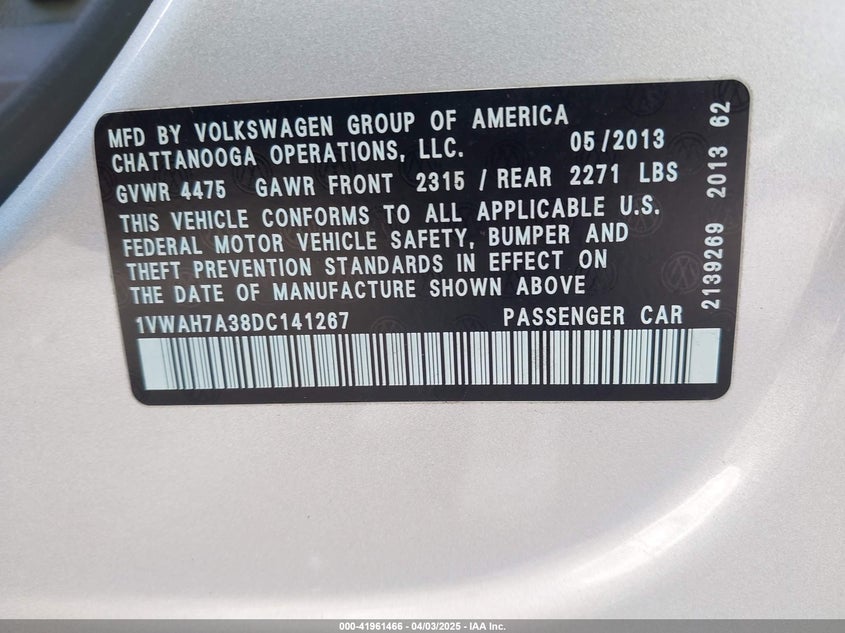 MFD BY VOLKSWAGEN GROUP OF AMERICA
CHATTANOOGA OPERATIONS, LLC. 05/2013
GVWR 4475 GAWR FRONT 2315 / REAR 2271 LBS
THIS VEHICLE CONFORMS TO ALL APPLICABLE U.S.
FEDERAL MOTOR VEHICLE SAFETY, BUMPER AND
THEFT PREVENTION STANDARDS IN EFFECT ON
THE DATE OF MANUFACTURE SHOWN ABOVE
1VWAH7A38DC141267 PASSENGER CAR
2139269 2013 62
000-41961466 - 04/03/2025 - IAA Inc.